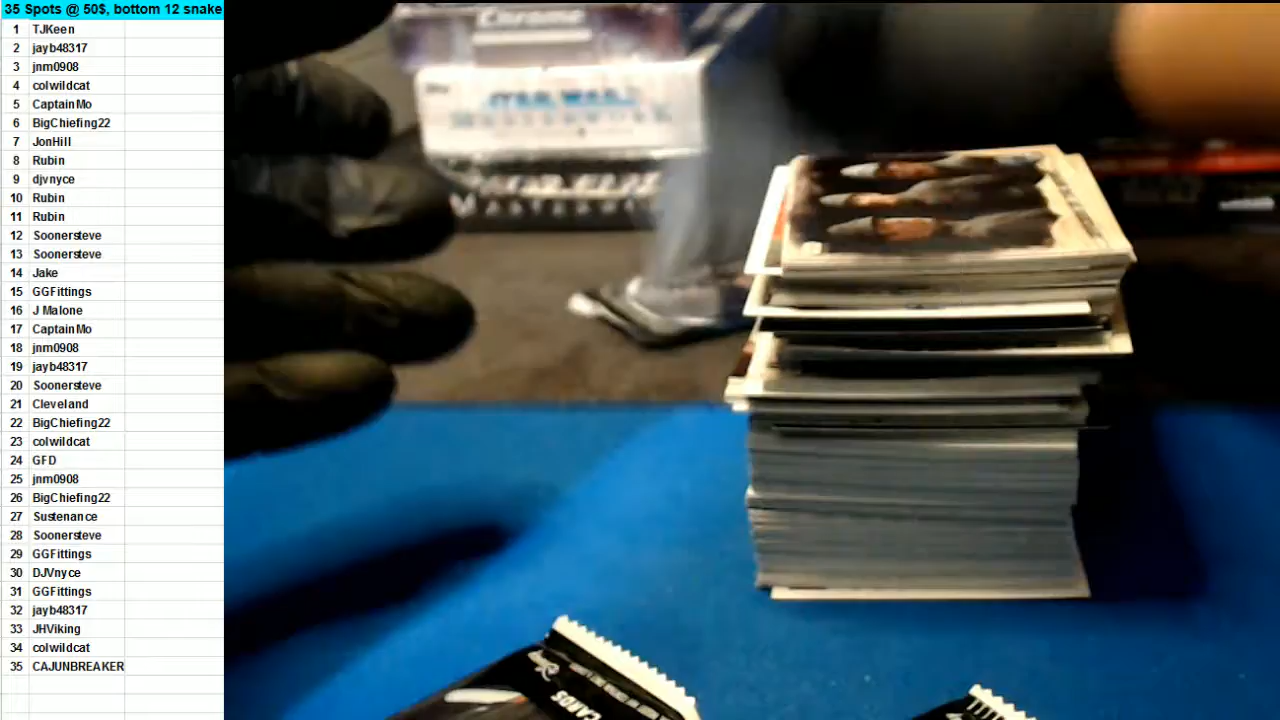 35 Spots @ 50$, bottom 12 snake
1 TJKeen
2 jayb48317
3 jnm0908
4 colwildcat
5 CaptainMo
6 BigChiefing22
7 JonHill
8 Rubin
9 djvnyce
10 Rubin
11 Rubin
12 Soonersteve
13 Soonersteve
14 Jake
15 GGFittings
16 J Malone
17 CaptainMo
18 jnm0908
19 jayb48317
20 Soonersteve
21 Cleveland
22 BigChiefing22
23 colwildcat
24 GFD
25 jnm0908
26 BigChiefing22
27 Sustenance
28 Soonersteve
29 GGFittings
30 DJVnyce
31 GGFittings
32 jayb48317
33 JHViking
34 colwildcat
35 CAJUNBREAKER
Chrome
STAR WARS
CARDS